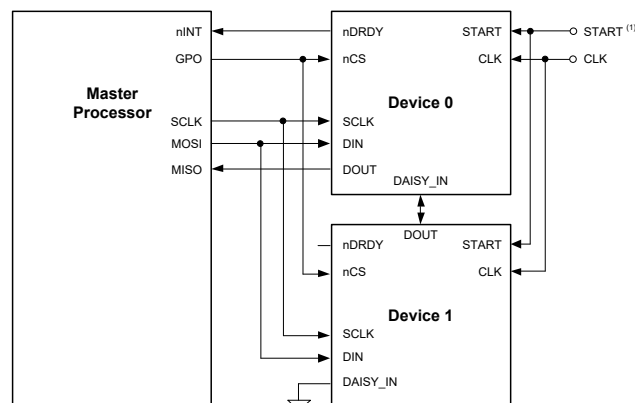 nINT
GPO
Master
Processor
SCLK
MOSI
MISO
nDRDY
START
nCS
CLK
Device 0
SCLK
DIN
DOUT
DAISY_IN
START (1)
CLK
DOUT
nDRDY
START
nCS
CLK
Device 1
SCLK
DIN
DAISY_IN